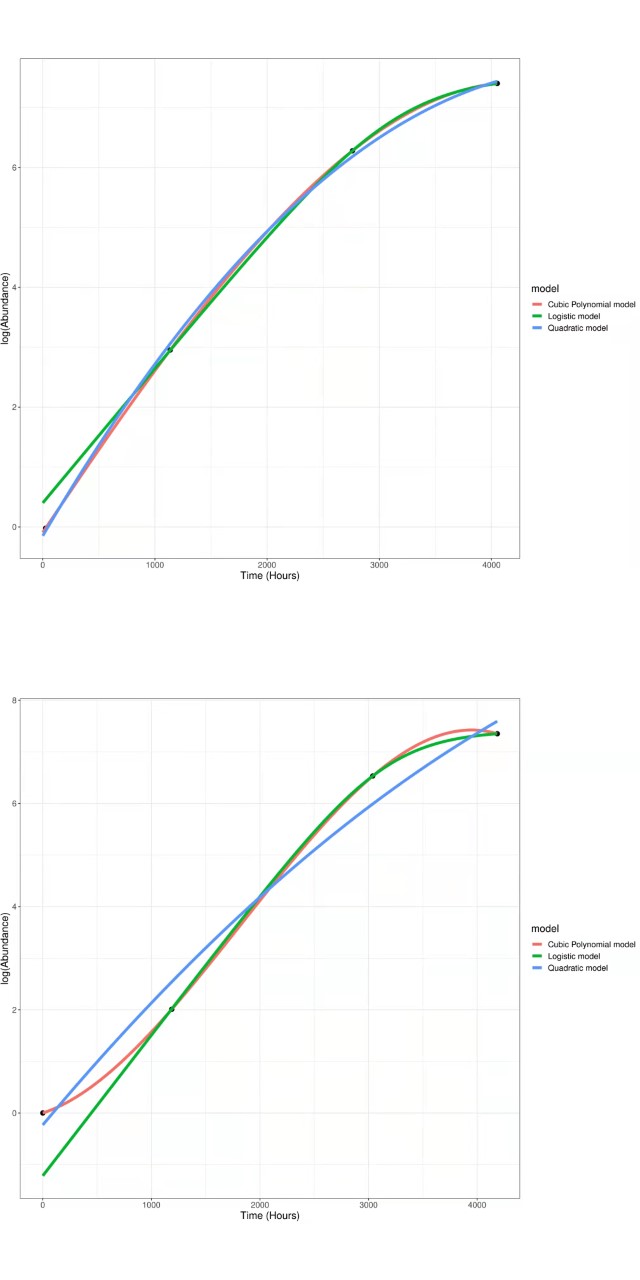 6
4
2
0
log(Abundance)
0 1000 2000 3000 4000
Time (Hours)
model
Cubic Polynomial model
Logistic model
Quadratic model
8
6
4
2
0
log(Abundance)
0 1000 2000 3000 4000
Time (Hours)
model
Cubic Polynomial model
Logistic model
Quadratic model